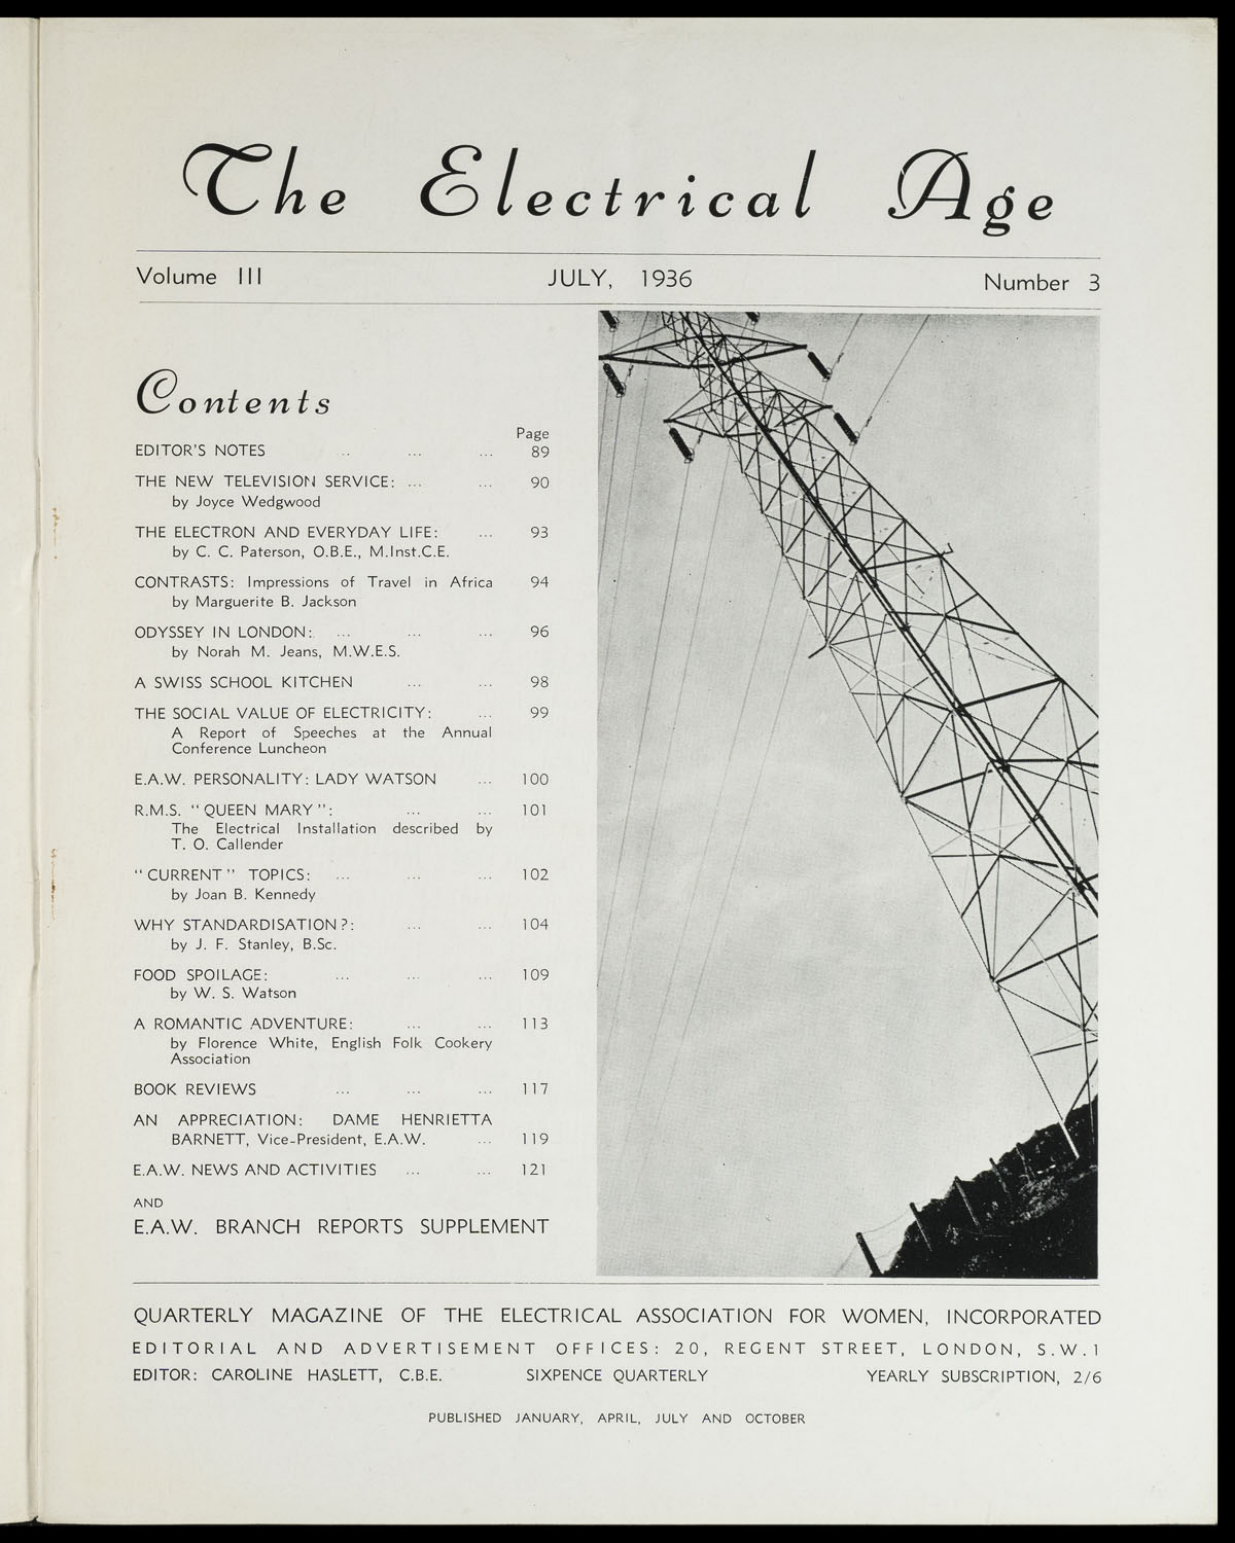 The Electrical Age
Volume III JULY, 1936 Number 3
Contents
Page
EDITOR'S NOTES ... ... ... 89
THE NEW TELEVISION SERVICE: ... ... 90
by Joyce Wedgwood
THE ELECTRON AND EVERYDAY LIFE: ... 93
by C. C. Paterson, O.B.E., M.Inst.C.E.
CONTRASTS: Impressions of Travel in Africa 94
by Marguerite B. Jackson
ODYSSEY IN LONDON: ... ... ... 96
by Norah M. Jeans, M.W.E.S.
A SWISS SCHOOL KITCHEN ... ... 98
THE SOCIAL VALUE OF ELECTRICITY: ... 99
A Report of Speeches at the Annual
Conference Luncheon
E.A.W. PERSONALITY: LADY WATSON ... 100
R.M.S. "QUEEN MARY": ... ... 101
The Electrical Installation described by
T. O. Callender
"CURRENT" TOPICS: ... ... ... 102
by Joan B. Kennedy
WHY STANDARDISATION?: ... ... 104
by J. F. Stanley, B.Sc.
FOOD SPOILAGE: ... ... ... 109
by W. S. Watson
A ROMANTIC ADVENTURE: ... ... 113
by Florence White, English Folk Cookery
Association
BOOK REVIEWS ... ... ... 117
AN APPRECIATION: DAME HENRIETTA
BARNETT, Vice-President, E.A.W. ... 119
E.A.W. NEWS AND ACTIVITIES ... ... 121
AND
E.A.W. BRANCH REPORTS SUPPLEMENT
QUARTERLY MAGAZINE OF THE ELECTRICAL ASSOCIATION FOR WOMEN, INCORPORATED
EDITORIAL AND ADVERTISEMENT OFFICES: 20, REGENT STREET, LONDON, S.W.1
EDITOR: CAROLINE HASLETT, C.B.E. SIXPENCE QUARTERLY YEARLY SUBSCRIPTION, 2/6
PUBLISHED JANUARY, APRIL, JULY AND OCTOBER